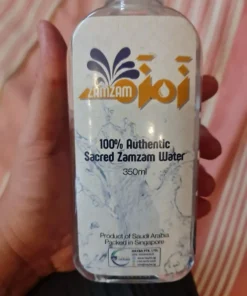 ZAMZAM
زمزم
100% Authentic
Sacred Zamzam Water
350ml
Product of Saudi Arabia
Packed in Singapore